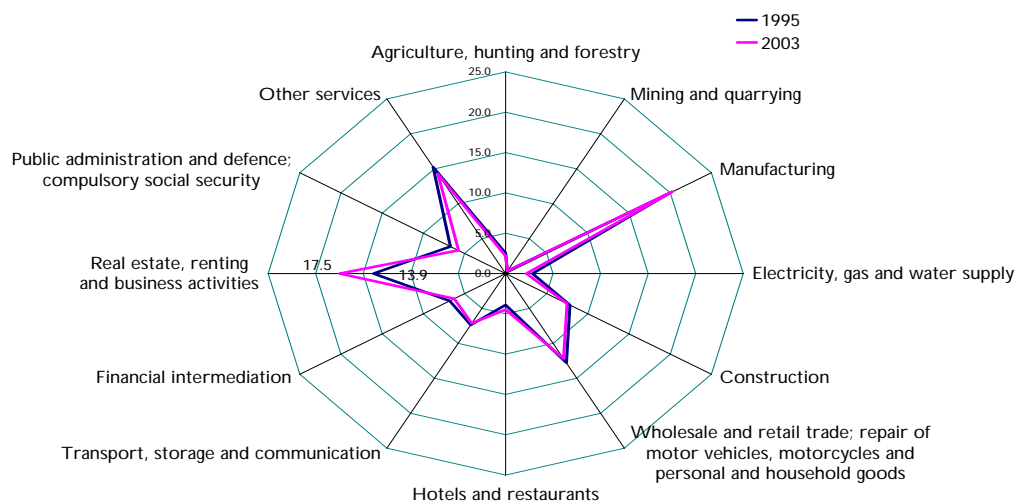 1995
2003
Agriculture, hunting and forestry
25.0
Other services
Mining and quarrying
20.0
15.0
Public administration and defence;
compulsory social security
Manufacturing
10.0
5.0
Real estate, renting
and business activities
17.5
13.9
0.0
Electricity, gas and water supply
Financial intermediation
Construction
Transport, storage and communication
Wholesale and retail trade; repair of
motor vehicles, motorcycles and
personal and household goods
Hotels and restaurants